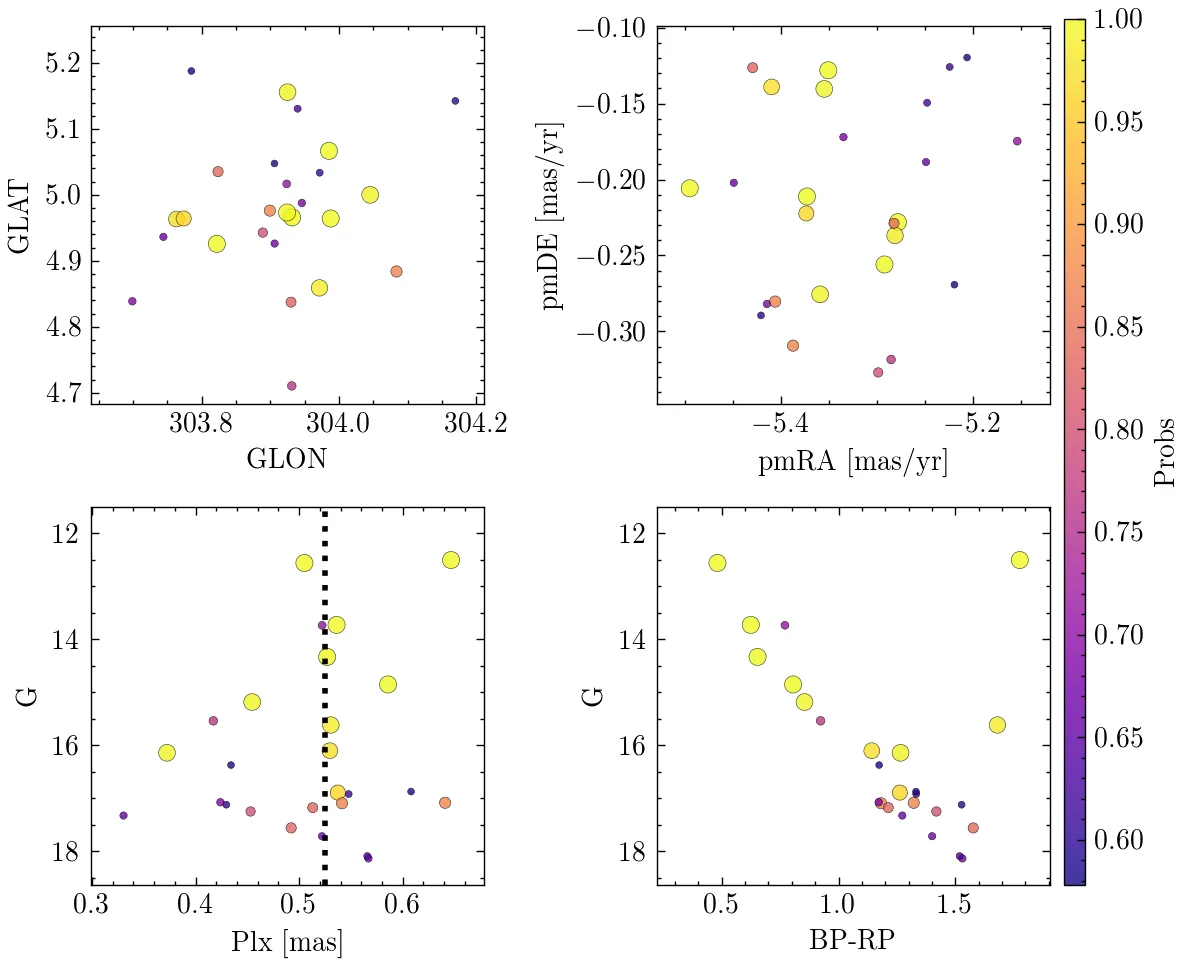 5.2
5.1
5.0
4.9
4.8
4.7
GLAT
303.8 304.0 304.2
GLON
−0.10
−0.15
−0.20
−0.25
−0.30
pmDE [mas/yr]
−5.4 −5.2
pmRA [mas/yr]
12
14
16
18
G
0.3 0.4 0.5 0.6
Plx [mas]
12
14
16
18
G
0.5 1.0 1.5
BP-RP
1.00
0.95
0.90
0.85
0.80
0.75
0.70
0.65
0.60
Probs